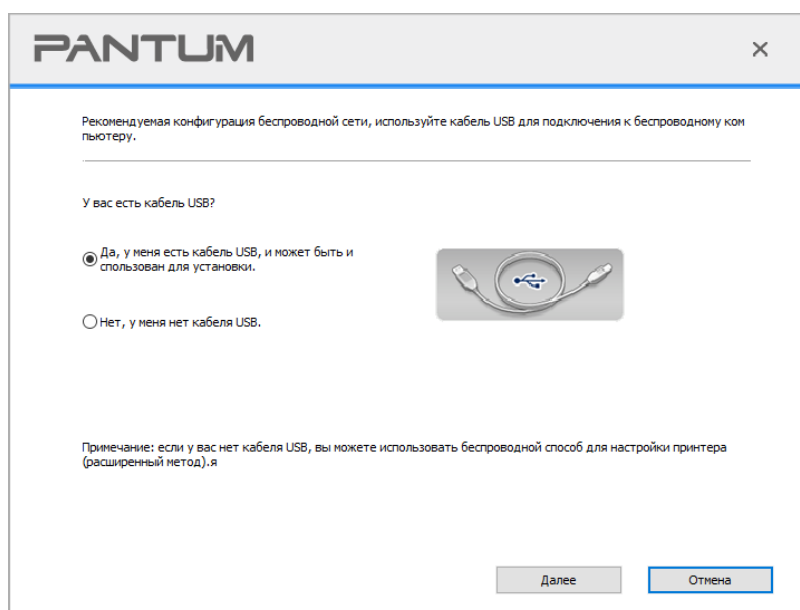 PANTUM
Рекомендуемая конфигурация беспроводной сети, используйте кабель USB для подключения к беспроводному ком
пьютеру.
У вас есть кабель USB?
Да, у меня есть кабель USB, и может быть и
спользован для установки.
Нет, у меня нет кабеля USB.
Примечание: если у вас нет кабеля USB, вы можете использовать беспроводной способ для настройки принтера
(расширенный метод).я
Далее
Отмена